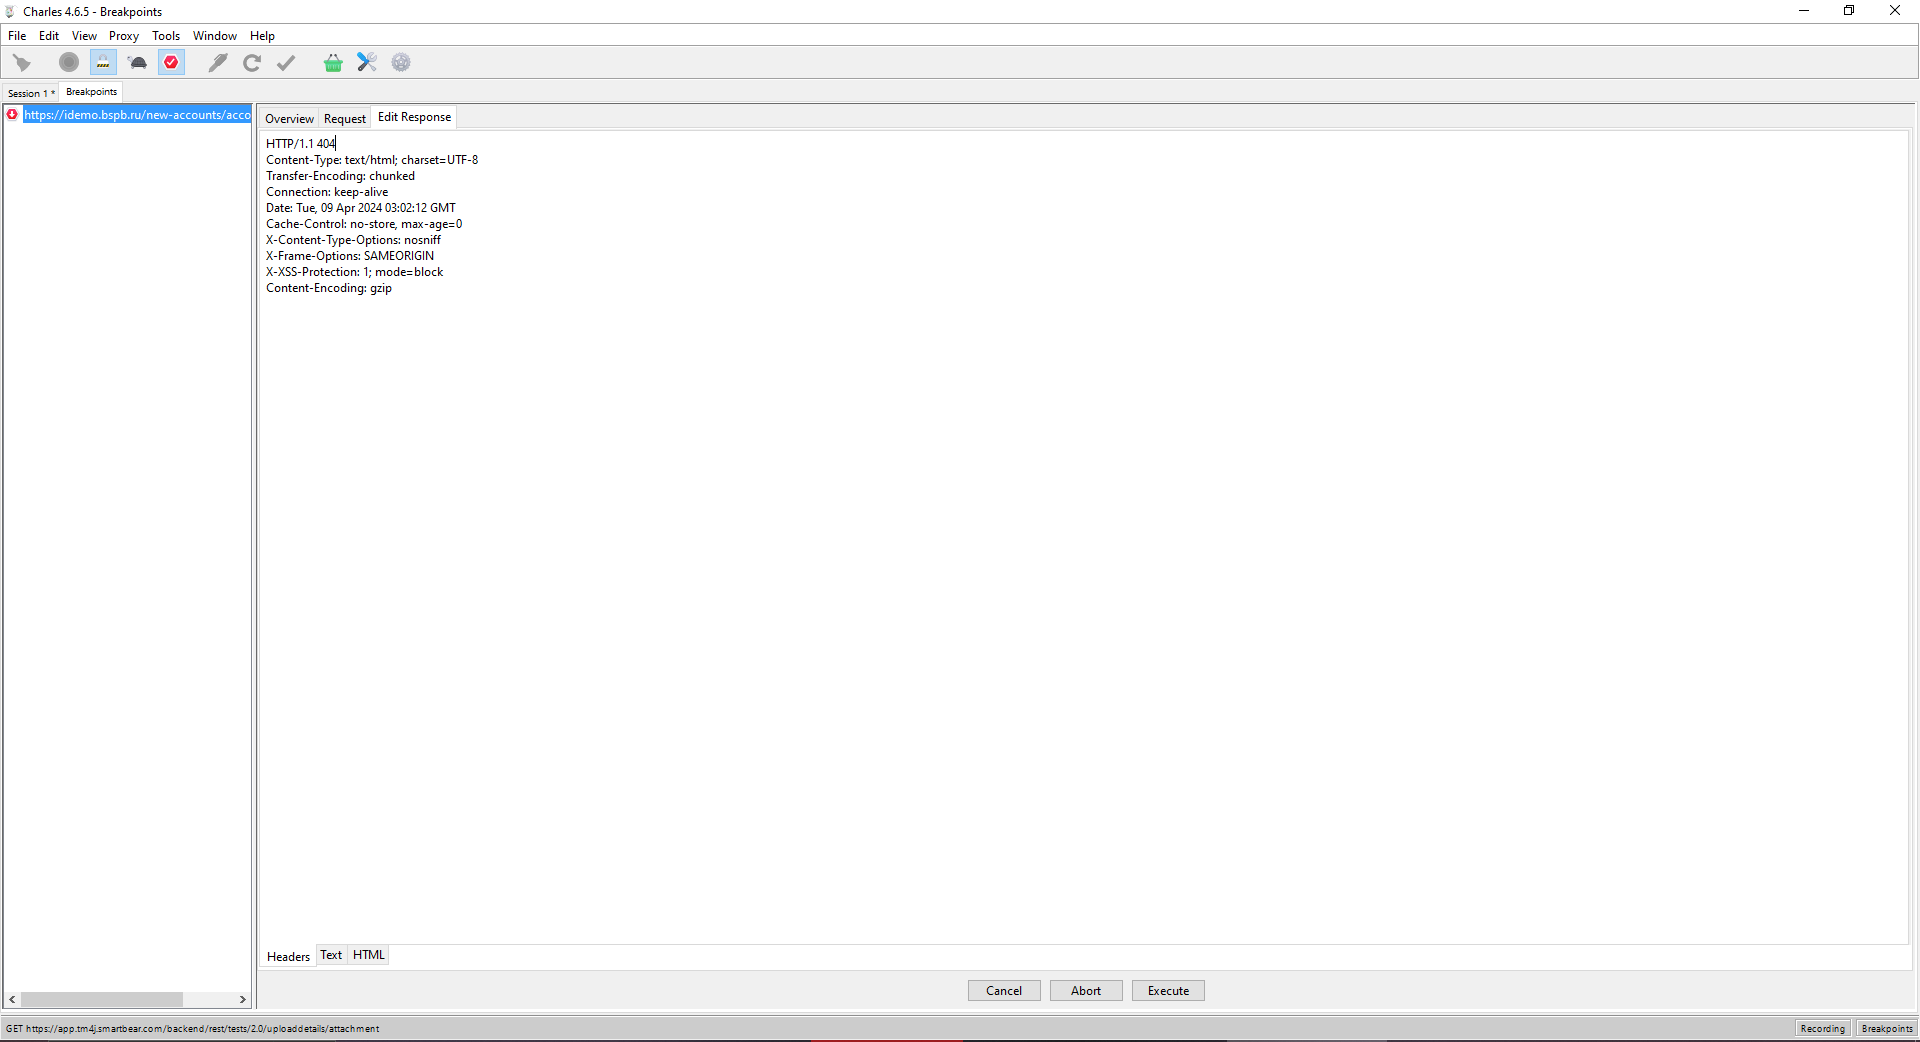 Charles 4.6.5 - Breakpoints
File Edit View Proxy Tools Window Help
Session 1 * Breakpoints
https://idemo.bspb.ru/new-accounts/acco
Overview Request Edit Response
HTTP/1.1 404
Content-Type: text/html; charset=UTF-8
Transfer-Encoding: chunked
Connection: keep-alive
Date: Tue, 09 Apr 2024 03:02:12 GMT
Cache-Control: no-store, max-age=0
X-Content-Type-Options: nosniff
X-Frame-Options: SAMEORIGIN
X-XSS-Protection: 1; mode=block
Content-Encoding: gzip
Headers Text HTML
Cancel Abort Execute
GET https://app.tm4j.smartbear.com/backend/rest/tests/2.0/uploaddetails/attachment
Recording Breakpoints